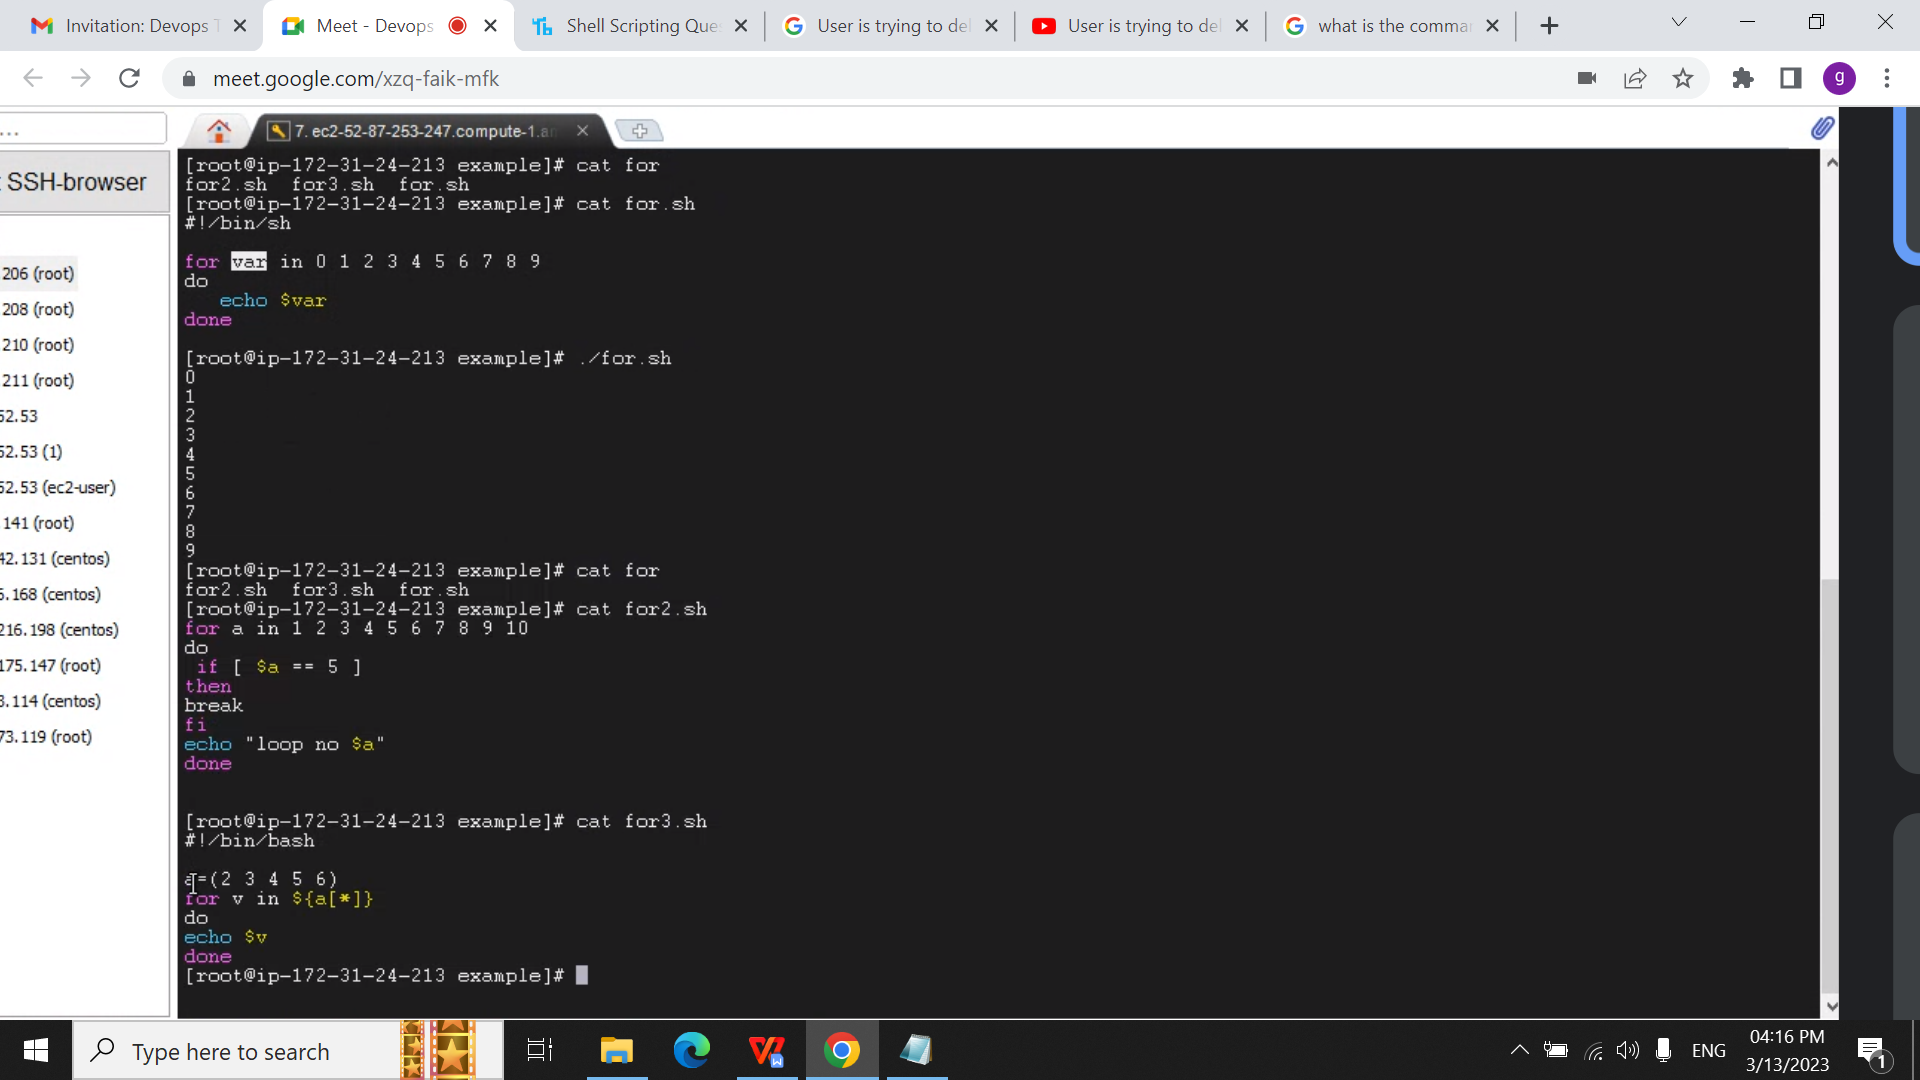 Invitation: Devops T
Meet - Devops
Shell Scripting Que
User is trying to del
User is trying to del
what is the comma
meet.google.com/xzq-faik-mfk
g
...
7. ec2-52-87-253-247.compute-1.a
SSH-browser
206 (root)
208 (root)
210 (root)
211 (root)
52.53
52.53 (1)
52.53 (ec2-user)
141 (root)
42.131 (centos)
5.168 (centos)
216.198 (centos)
175.147 (root)
3.114 (centos)
73.119 (root)
[root@ip-172-31-24-213 example]# cat for
for2.sh  for3.sh  for.sh
[root@ip-172-31-24-213 example]# cat for.sh
#!/bin/sh
for var in 0 1 2 3 4 5 6 7 8 9
do
   echo $var
done
[root@ip-172-31-24-213 example]# ./for.sh
0
1
2
3
4
5
6
7
8
9
[root@ip-172-31-24-213 example]# cat for
for2.sh  for3.sh  for.sh
[root@ip-172-31-24-213 example]# cat for2.sh
for a in 1 2 3 4 5 6 7 8 9 10
do
 if [ $a == 5 ]
then
break
fi
echo "loop no $a"
done
[root@ip-172-31-24-213 example]# cat for3.sh
#!/bin/bash
a=(2 3 4 5 6)
for v in ${a[*]}
do
echo $v
done
[root@ip-172-31-24-213 example]#
Type here to search
ENG
04:16 PM
3/13/2023
1